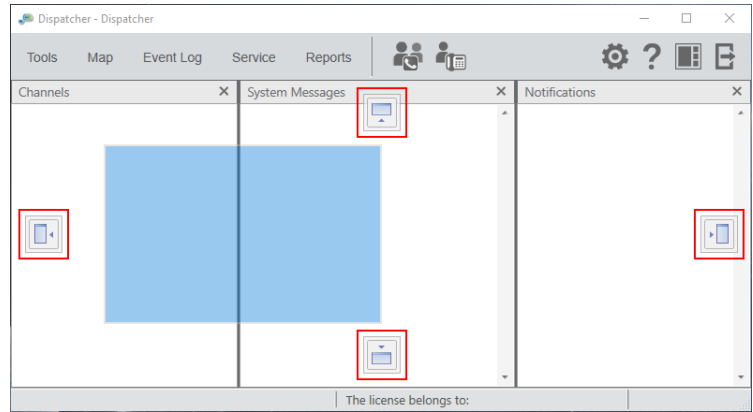 Dispatcher - Dispatcher
Tools Map Event Log Service Reports
Channels System Messages Notifications
The license belongs to: